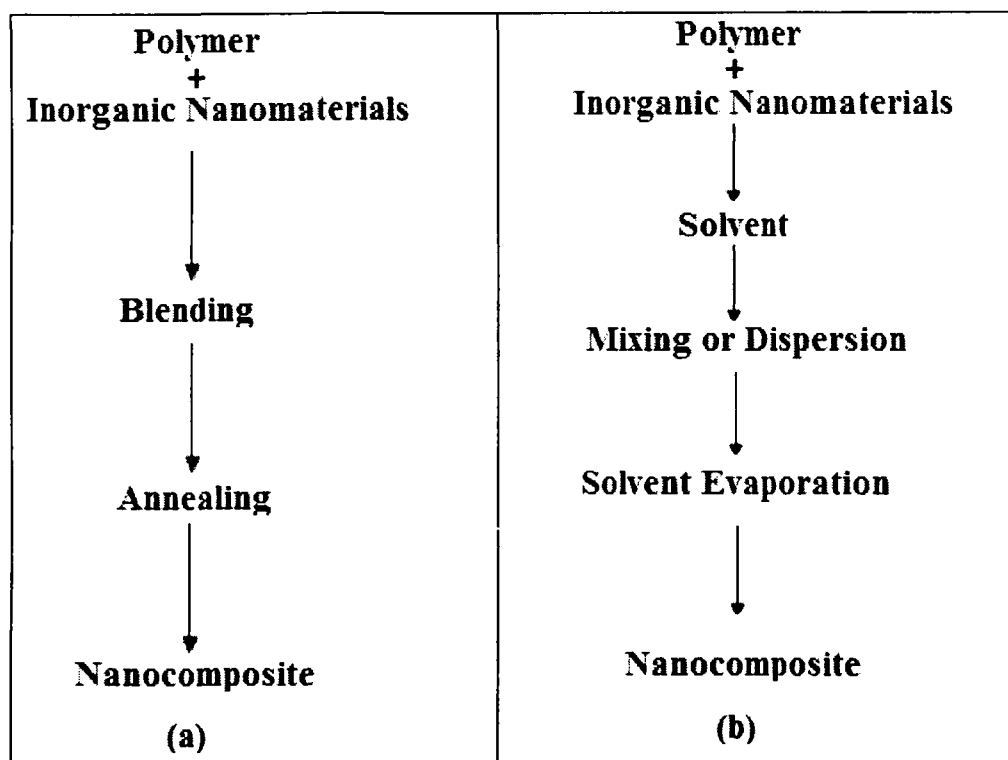 Polymer
+
Inorganic Nanomaterials
Blending
Annealing
Nanocomposite
(a)
Polymer
+
Inorganic Nanomaterials
Solvent
Mixing or Dispersion
Solvent Evaporation
Nanocomposite
(b)